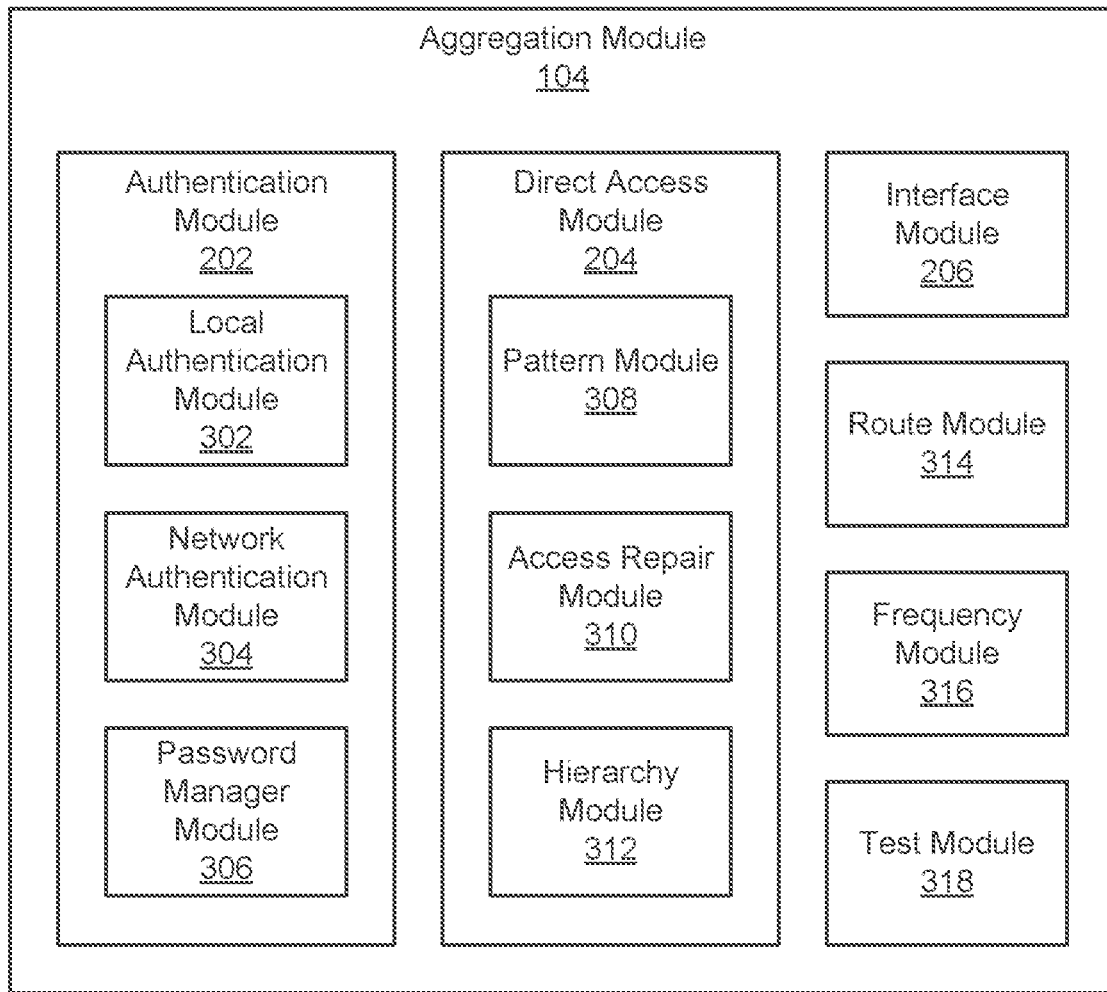 Aggregation Module
104
Authentication
Module
202
Local
Authentication
Module
302
Network
Authentication
Module
304
Password
Manager
Module
306
Direct Access
Module
204
Pattern Module
308
Access Repair
Module
310
Hierarchy
Module
312
Interface
Module
206
Route Module
314
Frequency
Module
316
Test Module
318